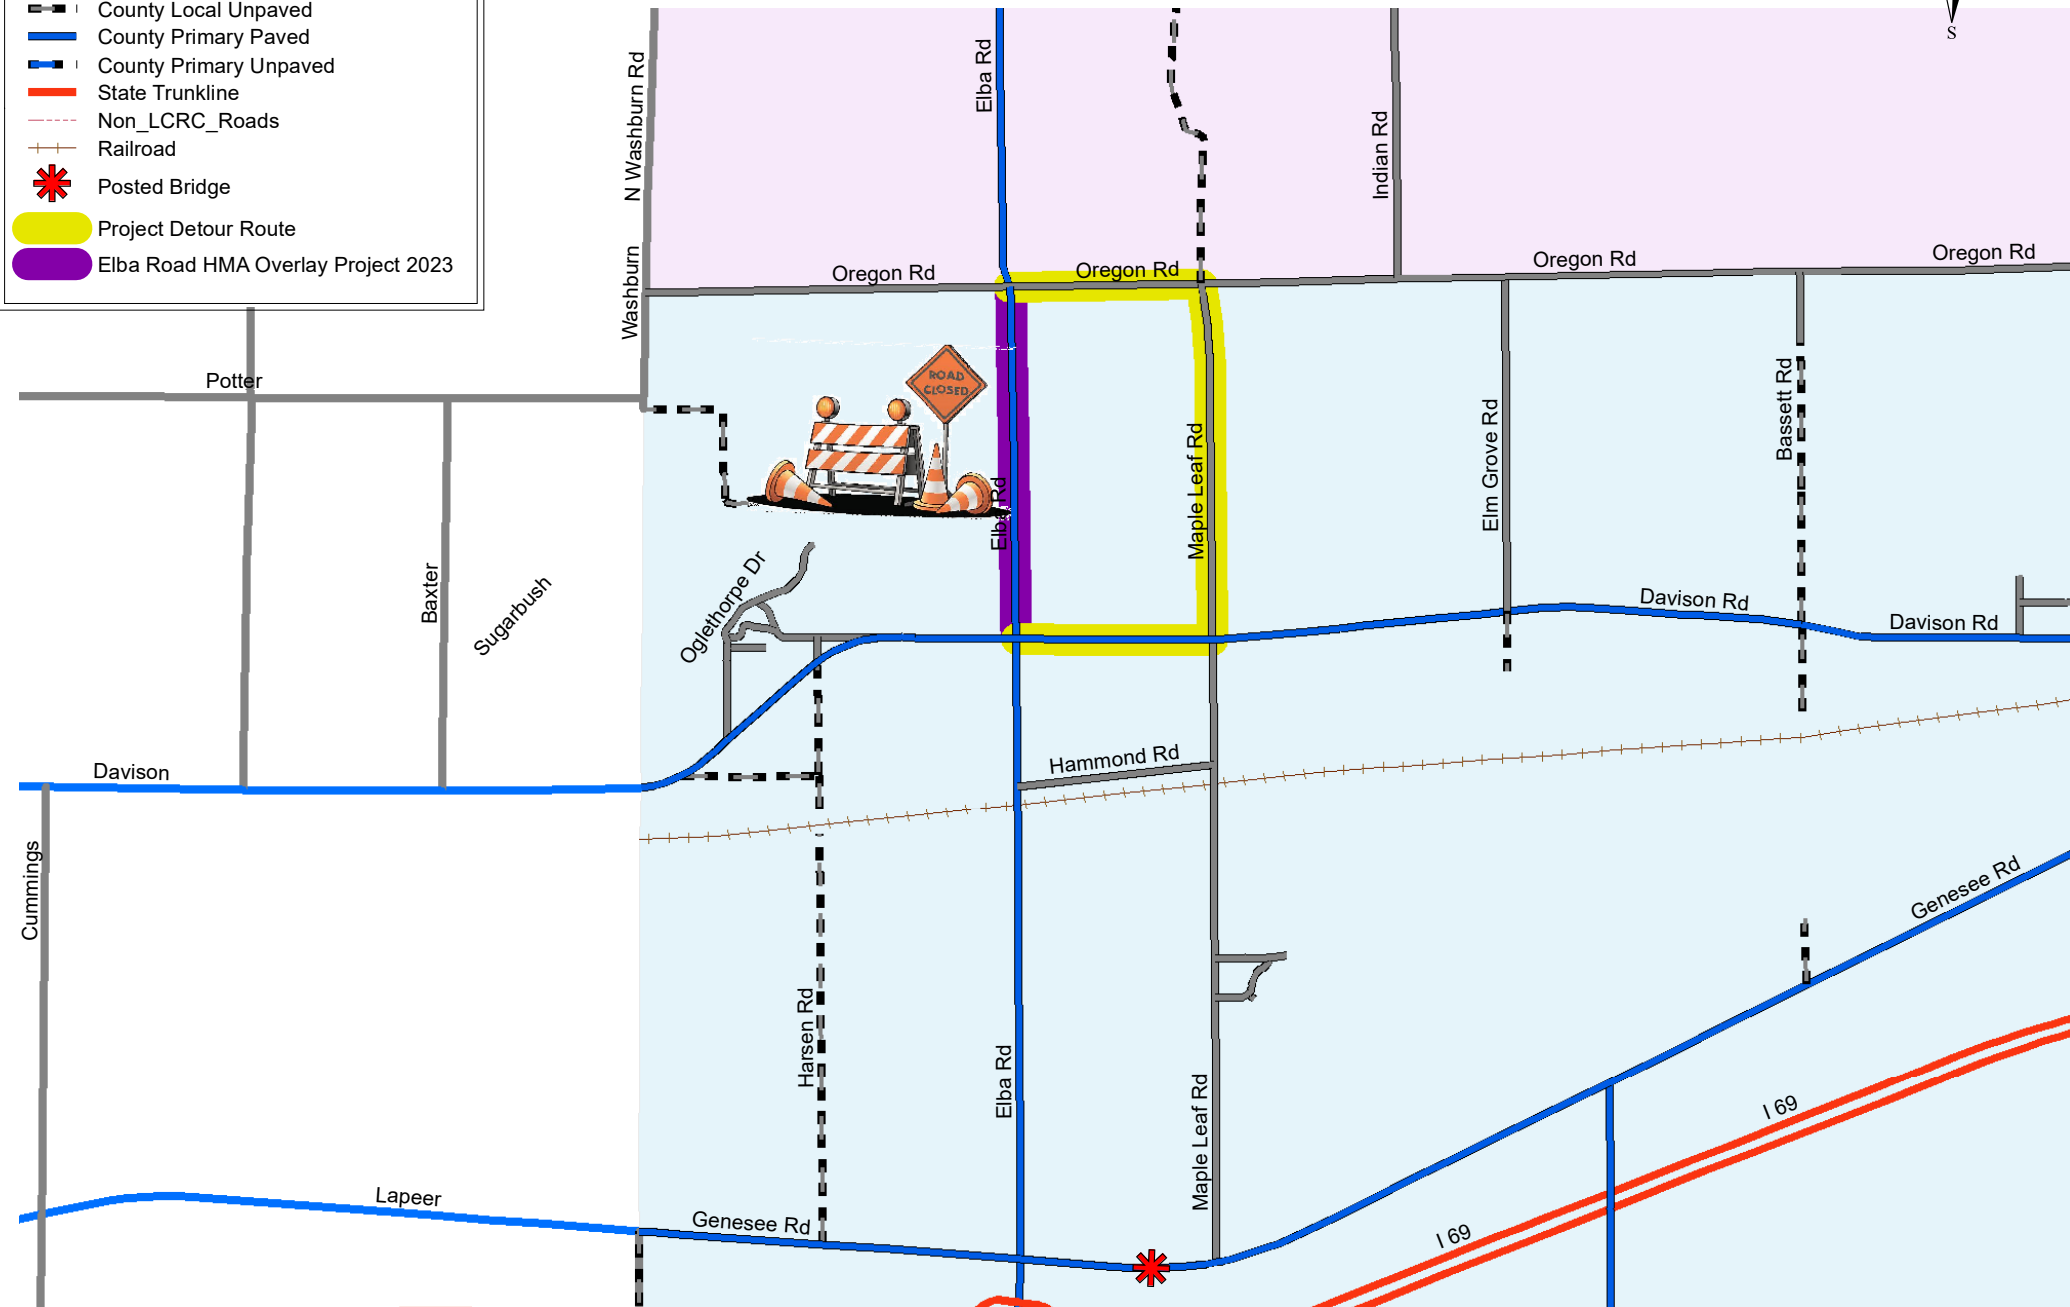 County Local Unpaved
County Primary Paved
County Primary Unpaved
State Trunkline
Non_LCRC_Roads
Railroad
Posted Bridge
Project Detour Route
Elba Road HMA Overlay Project 2023
S
N Washburn Rd
Elba Rd
Indian Rd
Washburn
Oregon Rd
Oregon Rd
Oregon Rd
Oregon Rd
Potter
ROAD
CLOSED
Elba Rd
Maple Leaf Rd
Elm Grove Rd
Bassett Rd
Baxter
Sugarbush
Oglethorpe Dr
Davison Rd
Davison Rd
Davison
Hammond Rd
Cummings
Genesee Rd
Harsen Rd
Elba Rd
Maple Leaf Rd
I 69
I 69
Lapeer
Genesee Rd